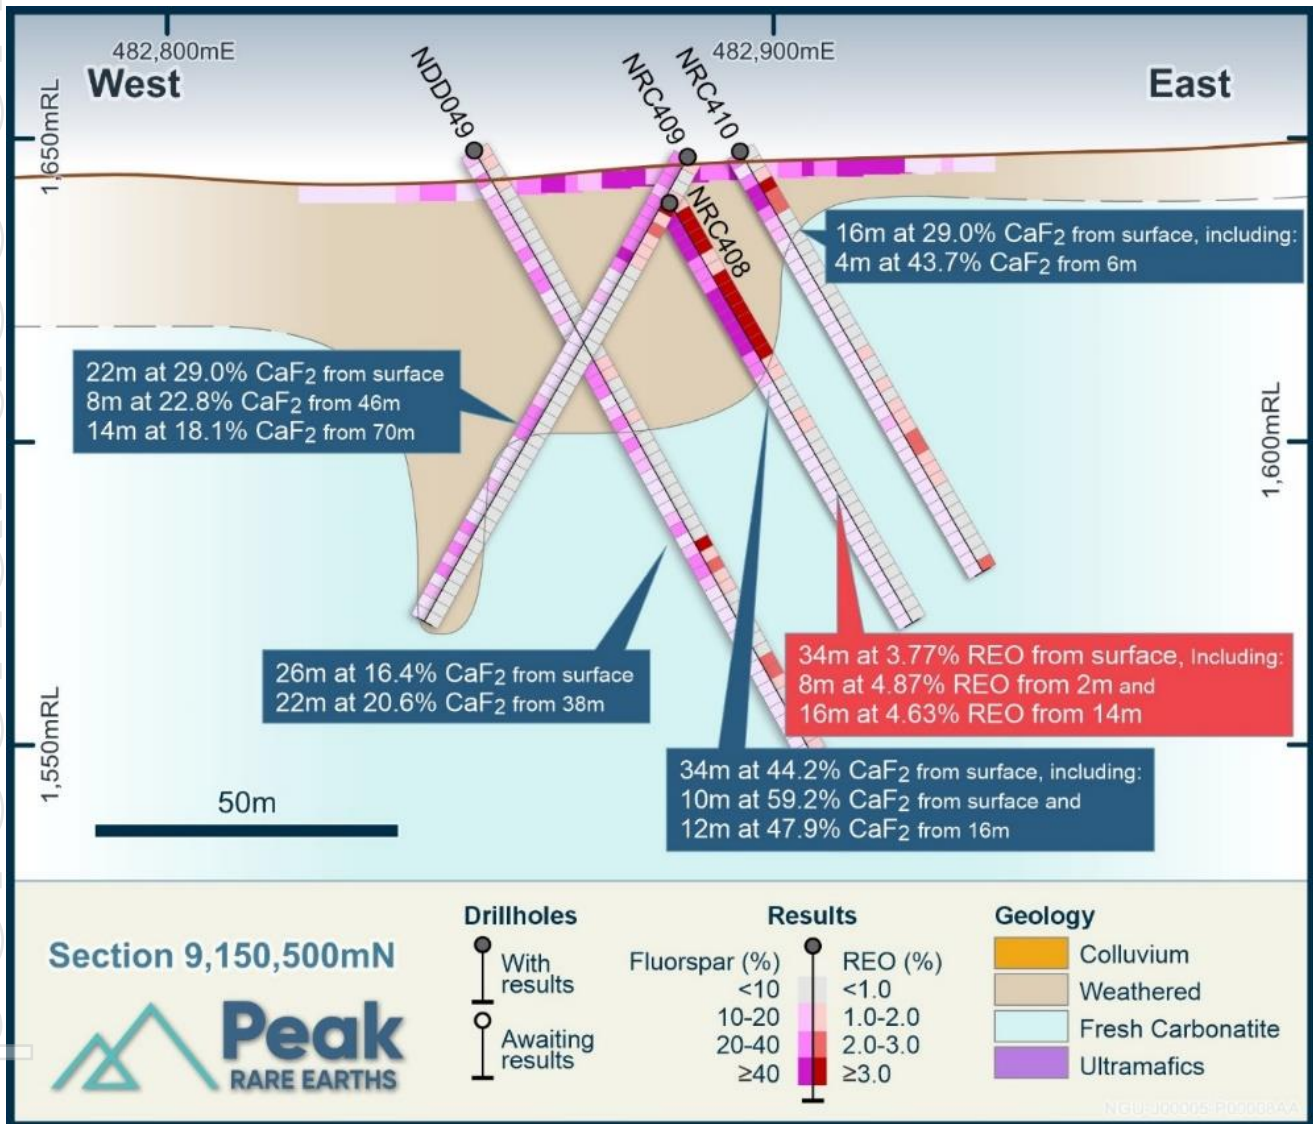 482,800mE
482,900mE
West
East
NDD049
NRC409
NRC410
NRC408
1,650mRL
1,600mRL
1,550mRL
16m at 29.0% CaF₂ from surface, including:
4m at 43.7% CaF₂ from 6m
22m at 29.0% CaF₂ from surface
8m at 22.8% CaF₂ from 46m
14m at 18.1% CaF₂ from 70m
26m at 16.4% CaF₂ from surface
22m at 20.6% CaF₂ from 38m
34m at 3.77% REO from surface, Including:
8m at 4.87% REO from 2m and
16m at 4.63% REO from 14m
34m at 44.2% CaF₂ from surface, including:
10m at 59.2% CaF₂ from surface and
12m at 47.9% CaF₂ from 16m
50m
Section 9,150,500mN
Peak
RARE EARTHS
Drillholes
With
results
Awaiting
results
Results
Fluorspar (%) REO (%)
<10 <1.0
10-20 1.0-2.0
20-40 2.0-3.0
≥40 ≥3.0
Geology
Colluvium
Weathered
Fresh Carbonatite
Ultramafics